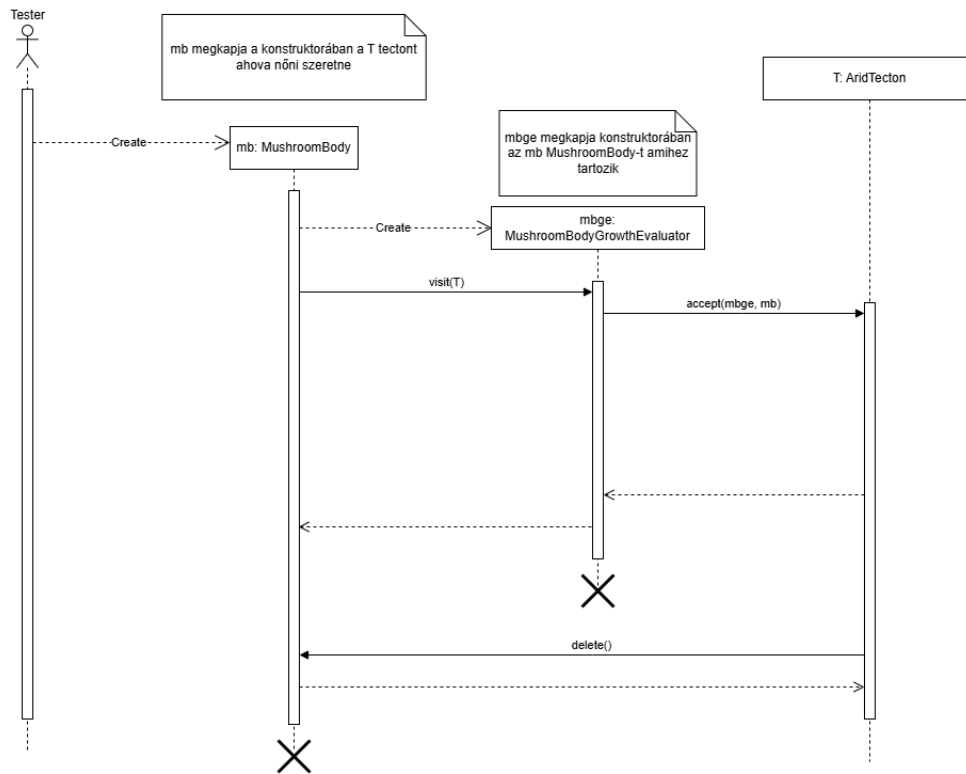 Tester
mb megkapja a konstruktorában a T tectont
ahova nőni szeretne
T: AridTecton
Create
mb: MushroomBody
mbge megkapja konstruktorában
az mb MushroomBody-t amihez
tartozik
Create
mbge:
MushroomBodyGrowthEvaluator
visit(T)
accept(mbge, mb)
delete()